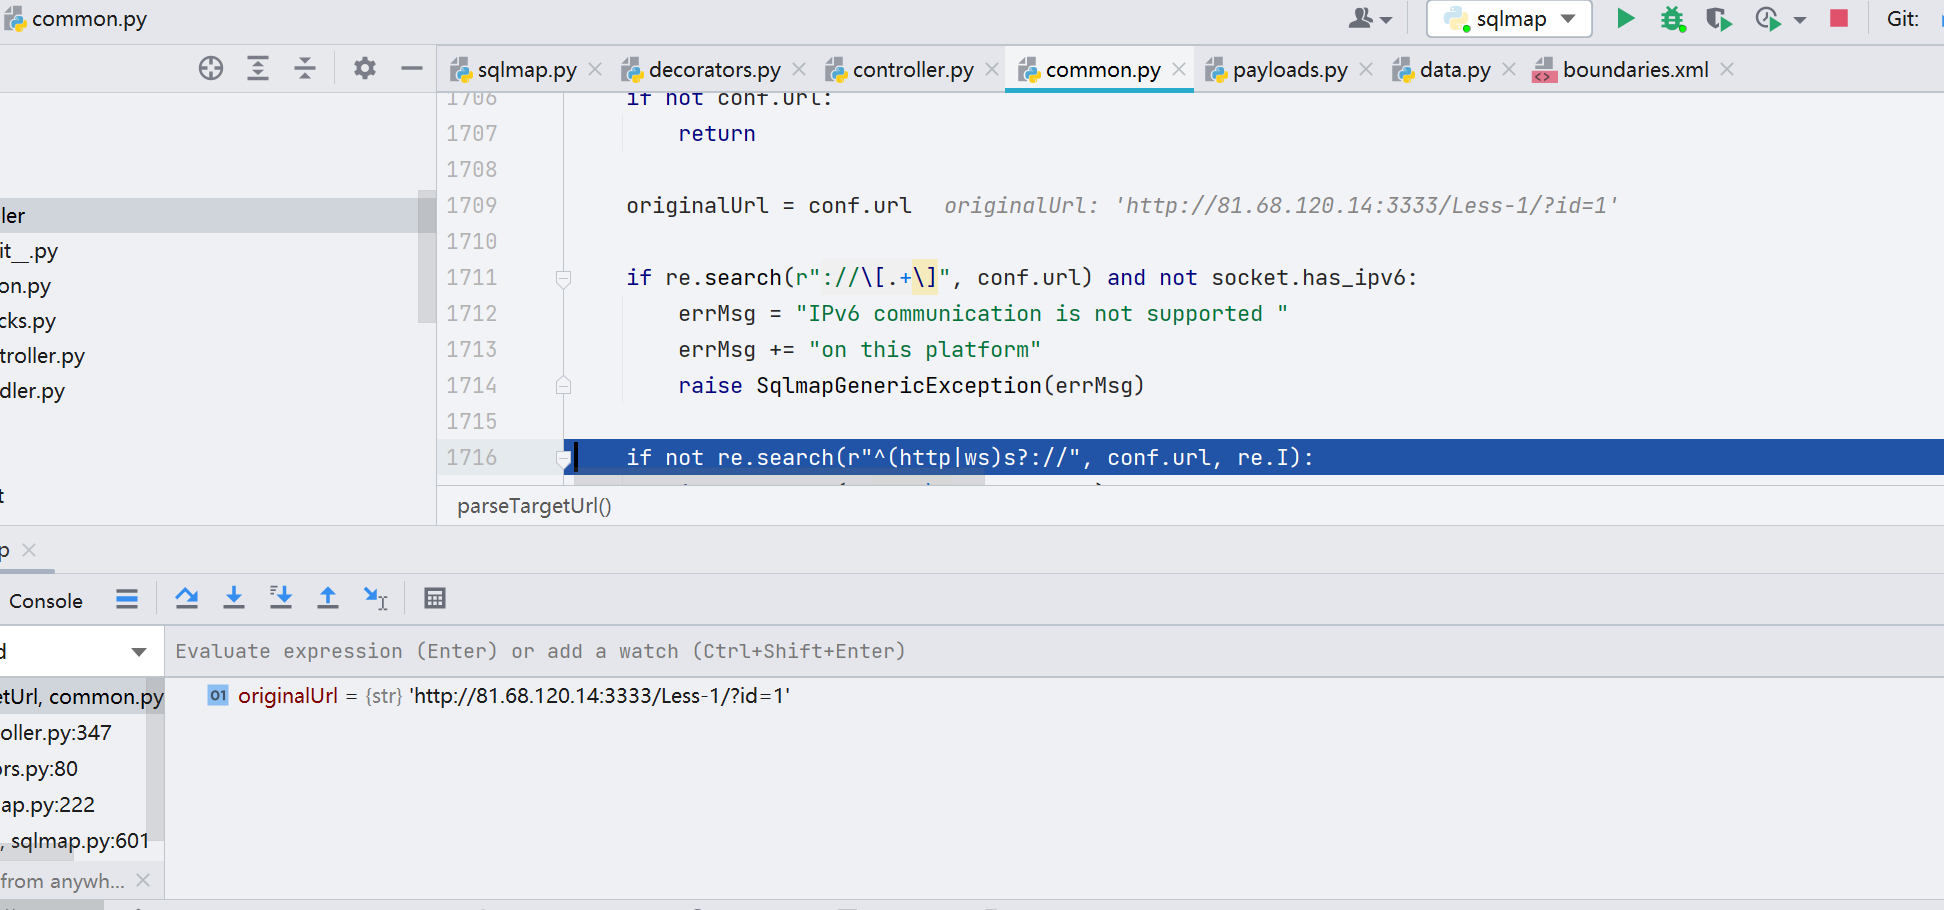 common.py
sqlmap
Git:
sqlmap.py
decorators.py
controller.py
common.py
payloads.py
data.py
boundaries.xml
ler
it__.py
on.py
cks.py
troller.py
dler.py
t
1706 if not conf.url:
1707 return
1708
1709 originalUrl = conf.url originalUrl: 'http://81.68.120.14:3333/Less-1/?id=1'
1710
1711 if re.search(r"://\[.+\]", conf.url) and not socket.has_ipv6:
1712 errMsg = "IPv6 communication is not supported "
1713 errMsg += "on this platform"
1714 raise SqlmapGenericException(errMsg)
1715
1716 if not re.search(r"^(http|ws)s?://", conf.url, re.I):
parseTargetUrl()
p
Console
d
Evaluate expression (Enter) or add a watch (Ctrl+Shift+Enter)
etUrl, common.py
oller.py:347
ors.py:80
ap.py:222
, sqlmap.py:601
from anywh...
01 originalUrl = {str} 'http://81.68.120.14:3333/Less-1/?id=1'